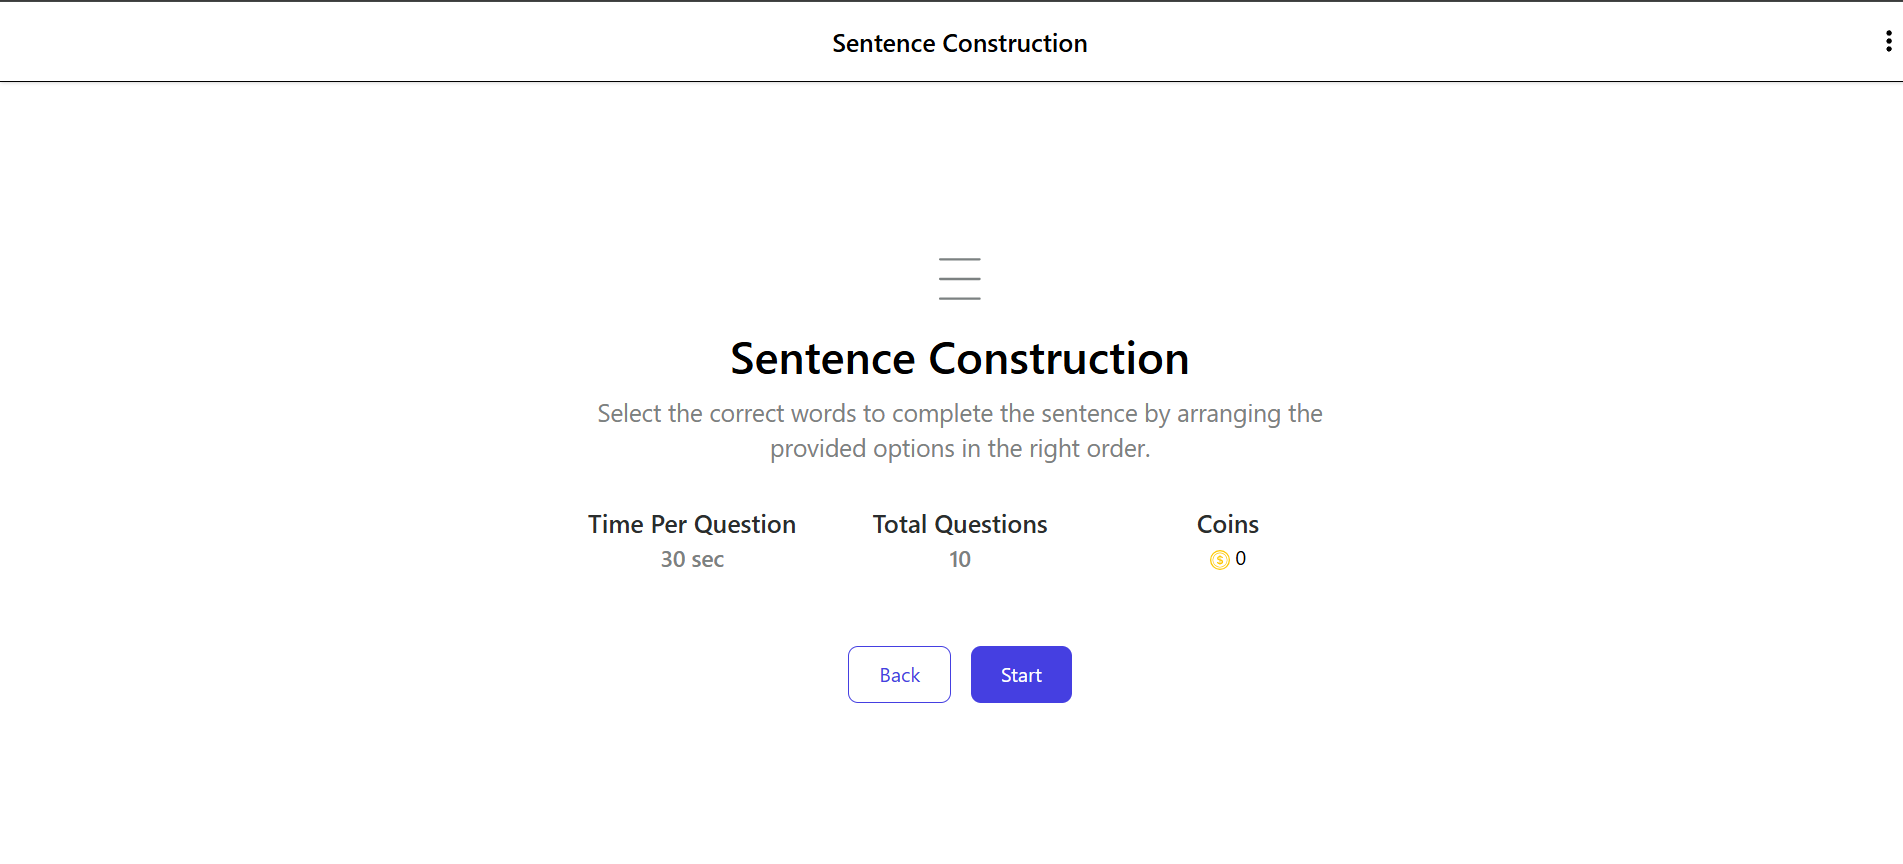 Sentence Construction
Sentence Construction
Select the correct words to complete the sentence by arranging the
provided options in the right order.
Time Per Question
30 sec
Total Questions
10
Coins
$ 0
Back
Start